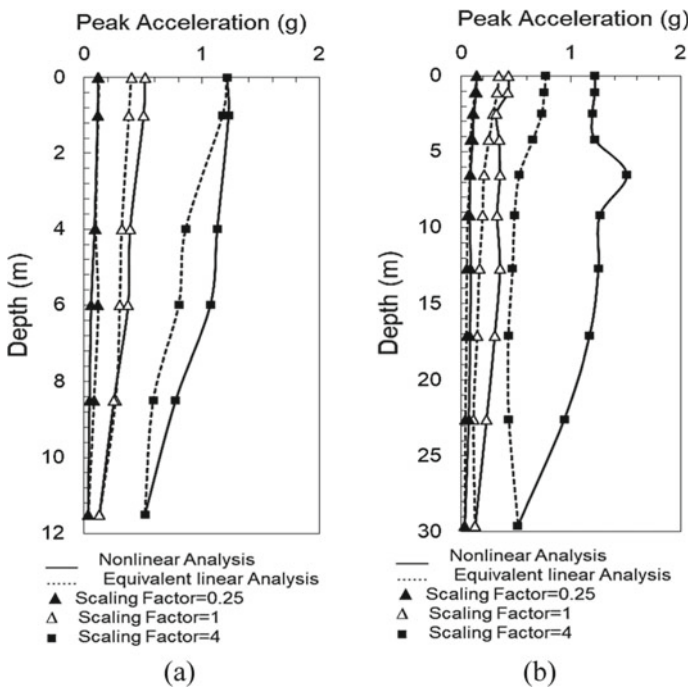 Peak Acceleration (g)
0 1 2
0
2
4
6
8
10
12
Depth (m)
Nonlinear Analysis
Equivalent linear Analysis
Scaling Factor=0.25
Scaling Factor=1
Scaling Factor=4
(a)
Peak Acceleration (g)
0 1 2
0
5
10
15
20
25
30
Depth (m)
Nonlinear Analysis
Equivalent linear Analysis
Scaling Factor=0.25
Scaling Factor=1
Scaling Factor=4
(b)